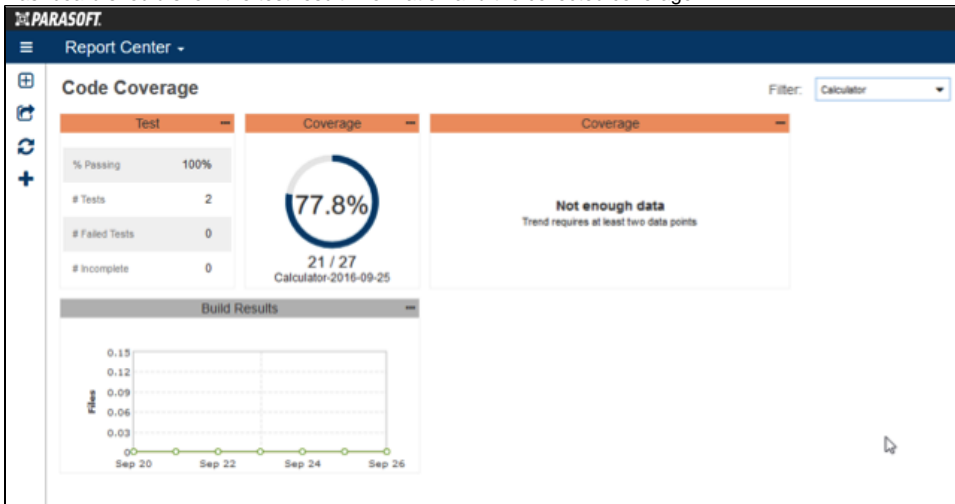 PARASOFT.
Report Center
Code Coverage
Filter: Calculator
Test
% Passing 100%
# Tests 2
# Failed Tests 0
# Incomplete 0
Coverage
77.8%
21 / 27
Calculator-2016-09-25
Coverage
Not enough data
Trend requires at least two data points
Build Results
Files
0.15
0.12
0.09
0.06
0.03
0
Sep 20 Sep 22 Sep 24 Sep 26